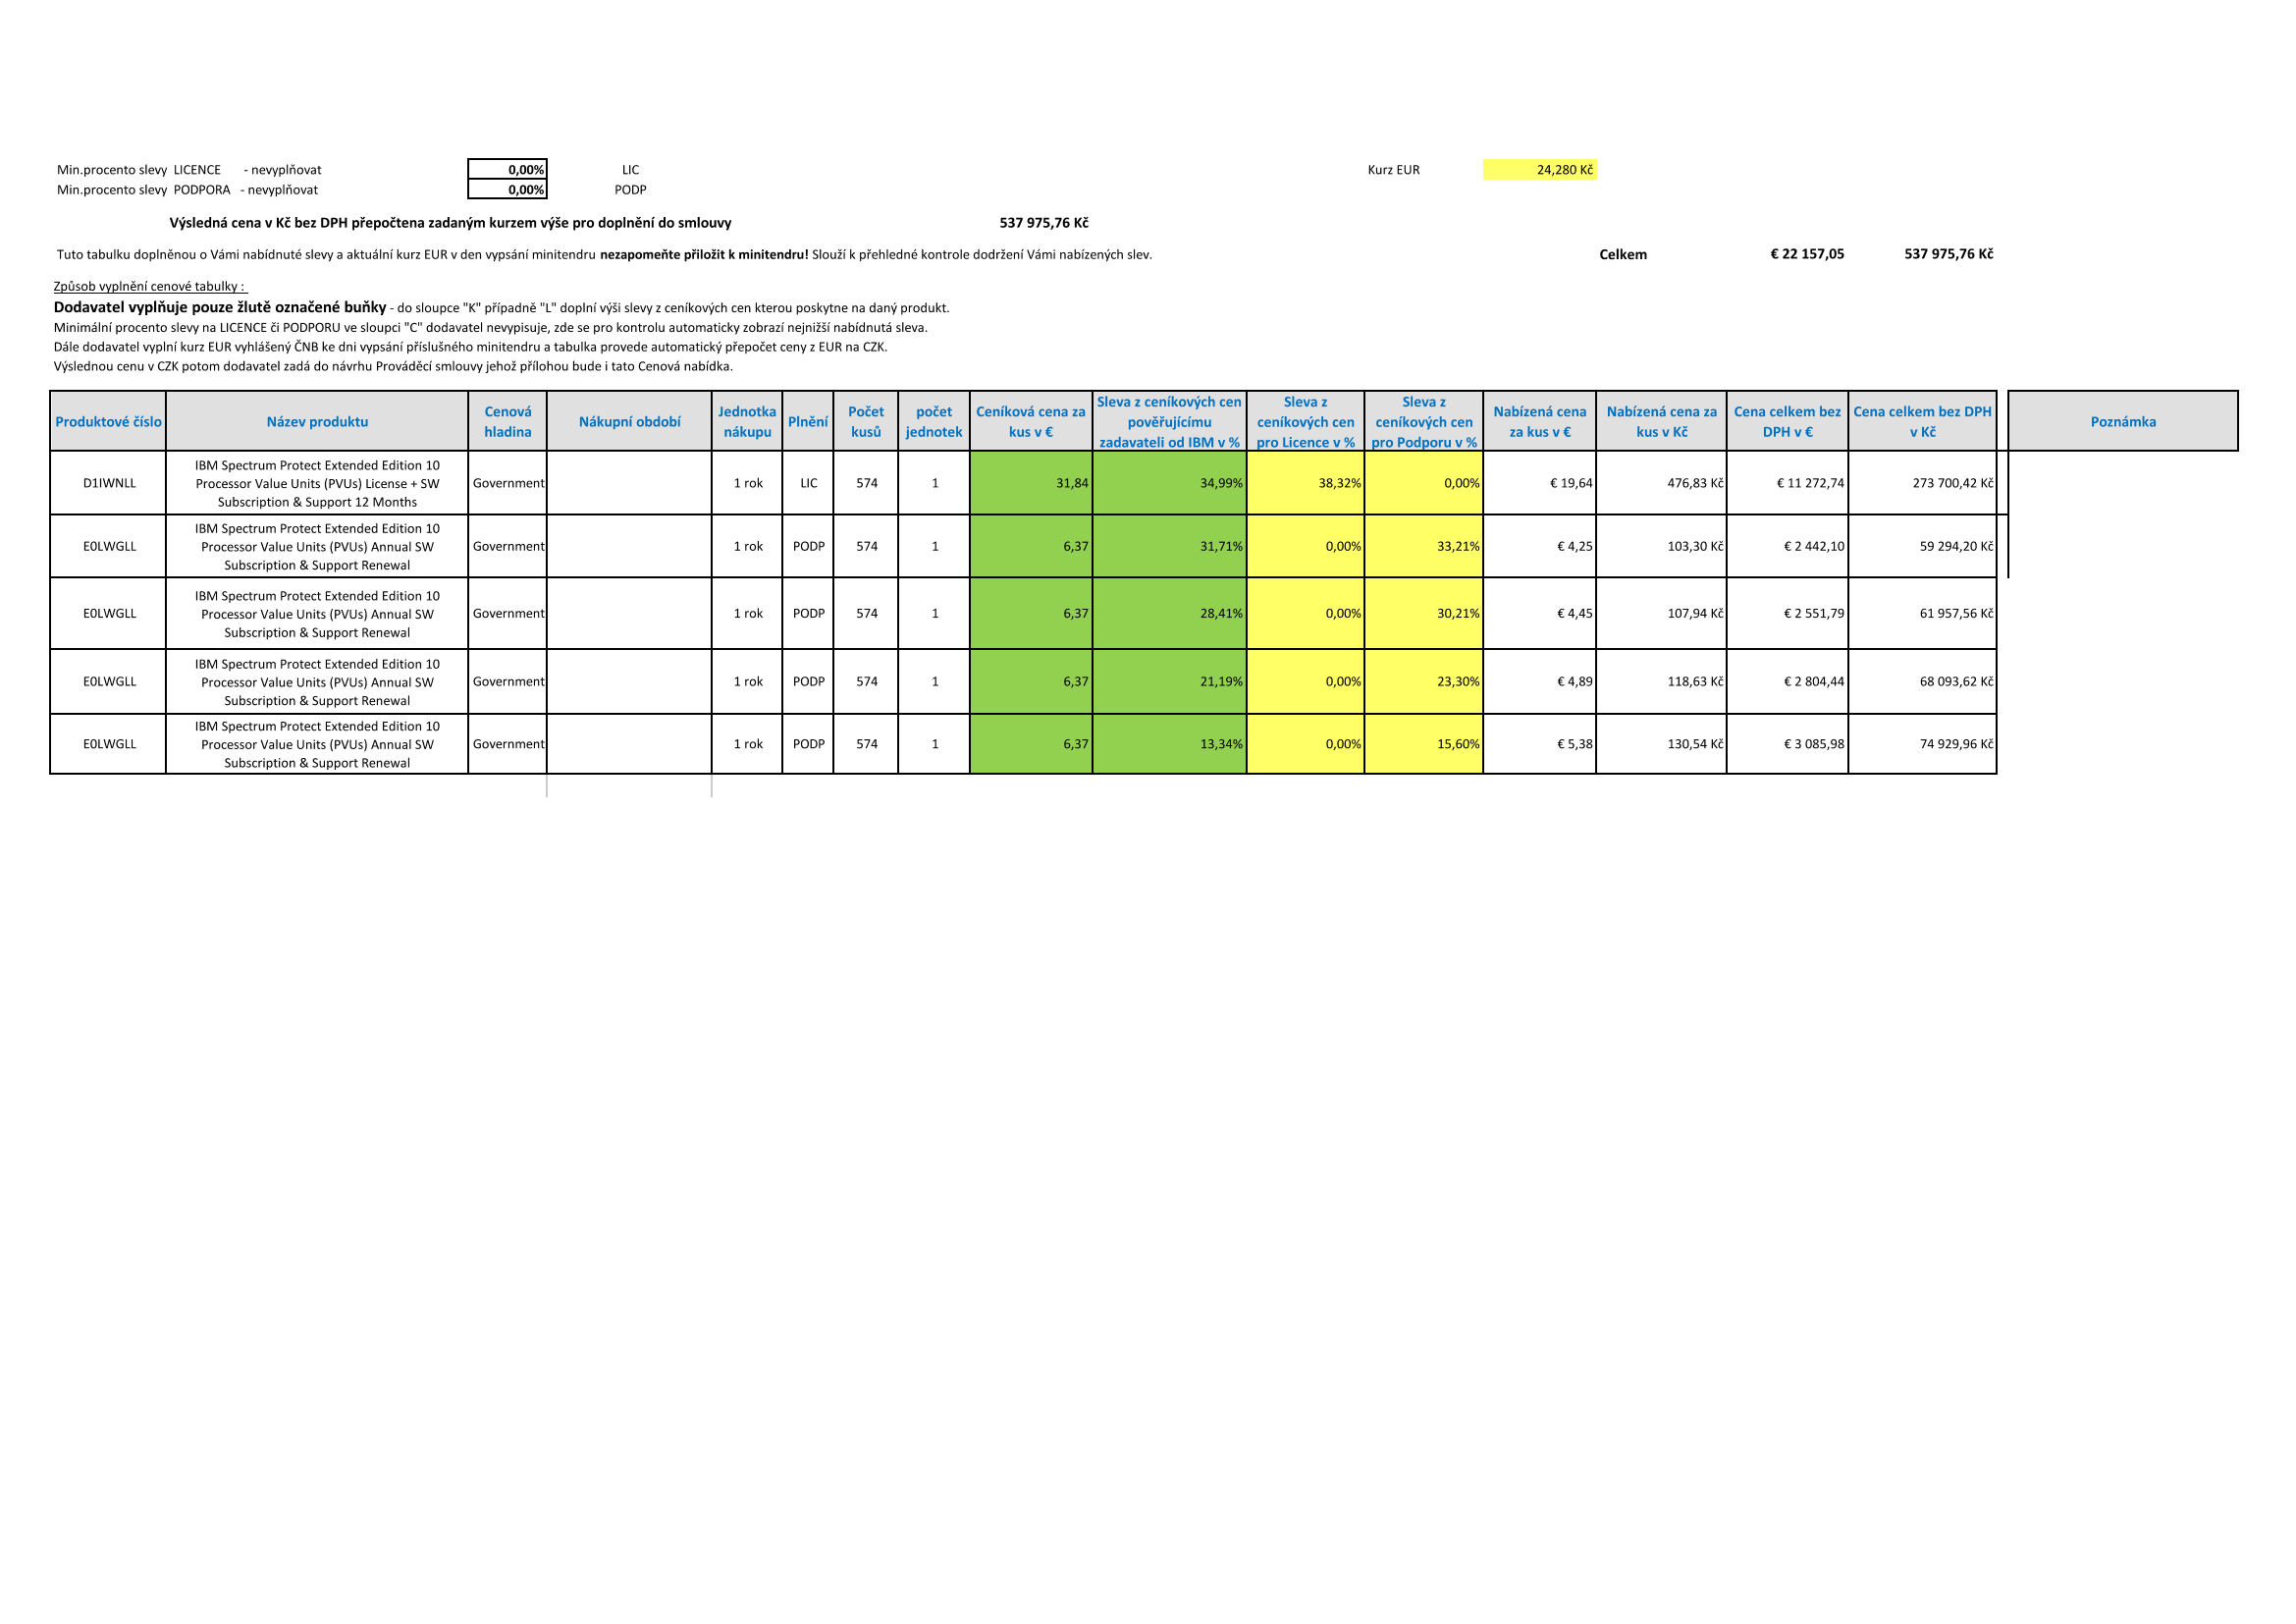 Min.procento slevy LICENCE - nevyplňovat 0,00% LIC Kurz EUR 24,280 Kč
Min.procento slevy PODPORA - nevyplňovat 0,00% PODP
Výsledná cena v Kč bez DPH přepočtena zadaným kurzem výše pro doplnění do smlouvy 537 975,76 Kč
Tuto tabulku doplněnou o Vámi nabídnuté slevy a aktuální kurz EUR v den vypsání minitendru nezapomeňte přiložit k minitendru! Slouží k přehledné kontrole dodržení Vámi nabízených slev. Celkem € 22 157,05 537 975,76 Kč
Způsob vyplnění cenové tabulky :
Dodavatel vyplňuje pouze žlutě označené buňky - do sloupce "K" případně "L" doplní výši slevy z ceníkových cen kterou poskytne na daný produkt.
Minimální procento slevy na LICENCE či PODPORU ve sloupci "C" dodavatel nevypisuje, zde se pro kontrolu automaticky zobrazí nejnižší nabídnutá sleva.
Dále dodavatel vyplní kurz EUR vyhlášený ČNB ke dni vypsání příslušného minitendru a tabulka provede automatický přepočet ceny z EUR na CZK.
Výslednou cenu v CZK potom dodavatel zadá do návrhu Prováděcí smlouvy jehož přílohou bude i tato Cenová nabídka.
Produktové číslo
Název produktu
Cenová
hladina
Nákupní období
Jednotka
nákupu
Plnění
Počet
kusů
počet
jednotek
Ceníková cena za
kus v €
Sleva z ceníkových cen
pověřujícímu
zadavateli od IBM v %
Sleva z
ceníkových cen
pro Licence v %
Sleva z
ceníkových cen
pro Podporu v %
Nabízená cena
za kus v €
Nabízená cena za
kus v Kč
Cena celkem bez
DPH v €
Cena celkem bez DPH
v Kč
Poznámka
IBM Spectrum Protect Extended Edition 10
D1IWNLL Processor Value Units (PVUs) License + SW Government 1 rok LIC 574 1 31,84 34,99% 38,32% 0,00% € 19,64 476,83 Kč € 11 272,74 273 700,42 Kč
Subscription & Support 12 Months
IBM Spectrum Protect Extended Edition 10
E0LWGLL Processor Value Units (PVUs) Annual SW Government 1 rok PODP 574 1 6,37 31,71% 0,00% 33,21% € 4,25 103,30 Kč € 2 442,10 59 294,20 Kč
Subscription & Support Renewal
IBM Spectrum Protect Extended Edition 10
E0LWGLL Processor Value Units (PVUs) Annual SW Government 1 rok PODP 574 1 6,37 28,41% 0,00% 30,21% € 4,45 107,94 Kč € 2 551,79 61 957,56 Kč
Subscription & Support Renewal
IBM Spectrum Protect Extended Edition 10
E0LWGLL Processor Value Units (PVUs) Annual SW Government 1 rok PODP 574 1 6,37 21,19% 0,00% 23,30% € 4,89 118,63 Kč € 2 804,44 68 093,62 Kč
Subscription & Support Renewal
IBM Spectrum Protect Extended Edition 10
E0LWGLL Processor Value Units (PVUs) Annual SW Government 1 rok PODP 574 1 6,37 13,34% 0,00% 15,60% € 5,38 130,54 Kč € 3 085,98 74 929,96 Kč
Subscription & Support Renewal